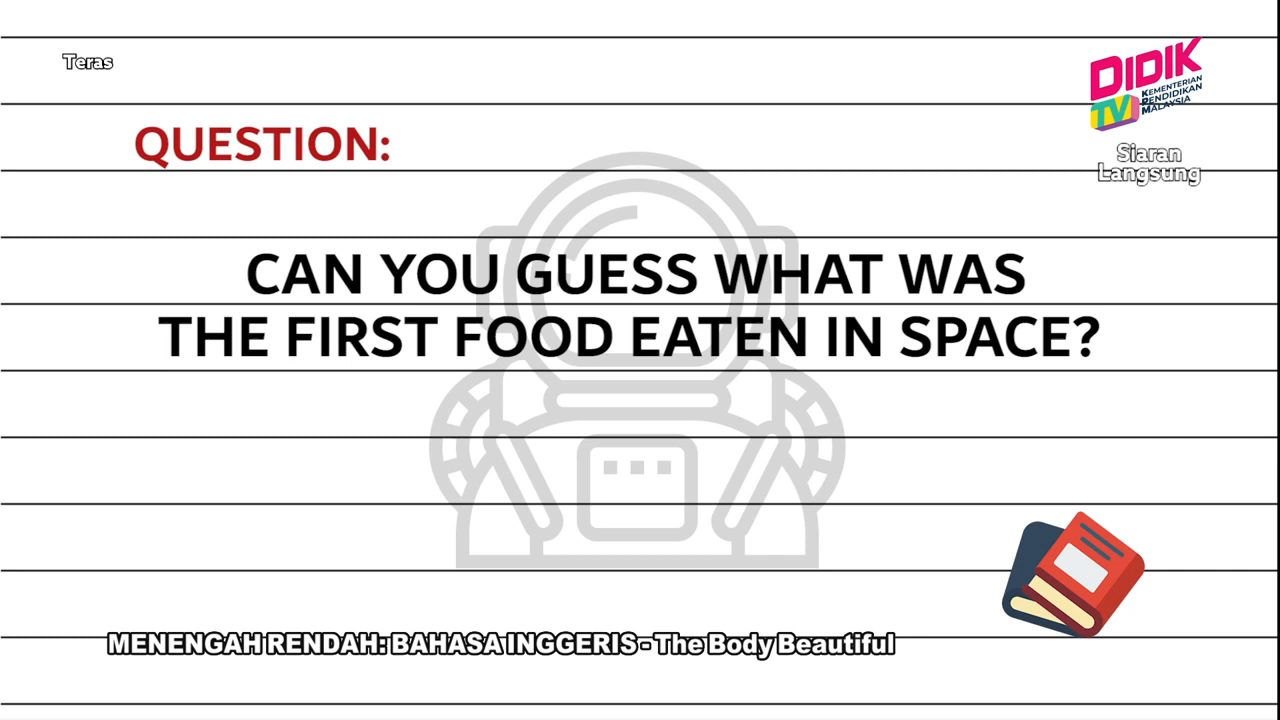 Teras
DIDIK
TV
KEMENTERIAN
PENDIDIKAN
MALAYSIA
Siaran
Langsung
QUESTION:
CAN YOU GUESS WHAT WAS
THE FIRST FOOD EATEN IN SPACE?
MENENGAH RENDAH: BAHASA INGGERIS - The Body Beautiful